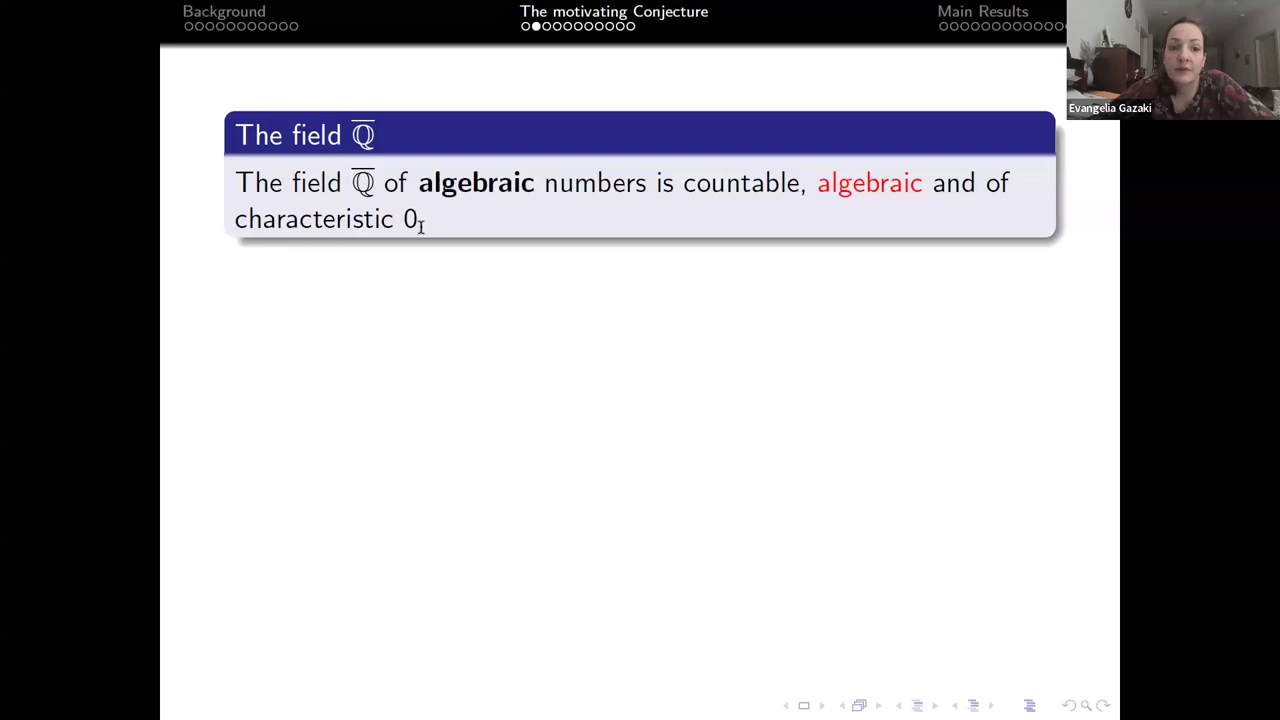 Background The motivating Conjecture Main Results
Evangelia Gazaki
The field ℚ̅
The field ℚ̅ of algebraic numbers is countable, algebraic and of
characteristic 0.